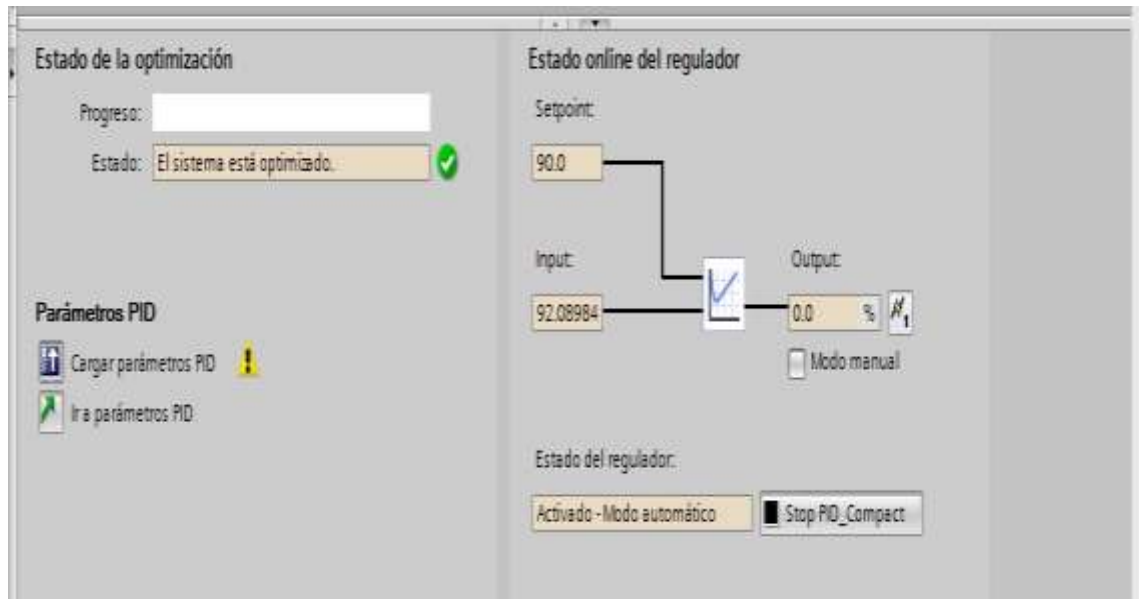 Estado de la optimización
Progreso:
Estado: El sistema está optimizado.
Parámetros PID
Cargar parámetros PID
Ir a parámetros PID
Estado online del regulador
Setpoint:
90.0
Input:
92.08984
Output:
0.0 %
Modo manual
Estado del regulador:
Activado - Modo automático
Stop PID_Compact